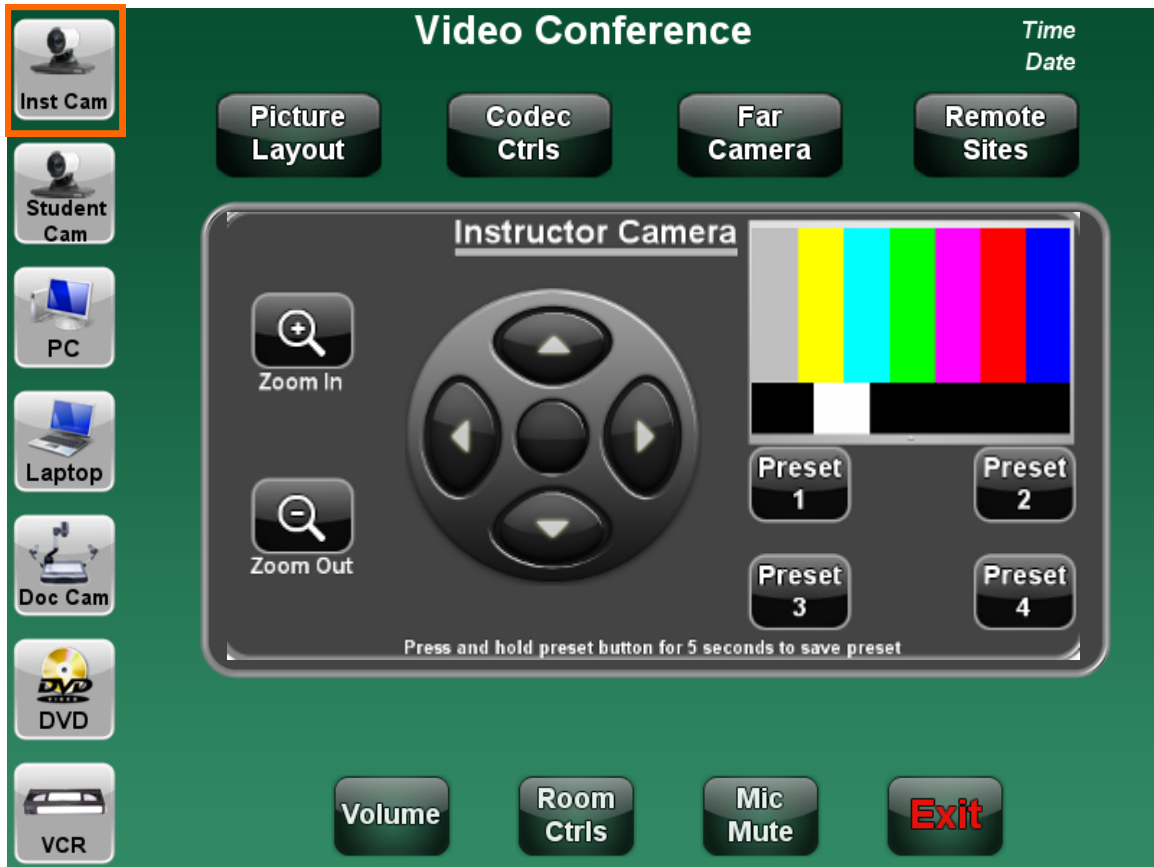 Video Conference
Time
Date
Inst Cam
Student
Cam
PC
Laptop
Doc Cam
DVD
VIDEO
DVD
VCR
Picture
Layout
Codec
Ctrls
Far
Camera
Remote
Sites
Instructor Camera
Zoom In
Zoom Out
Preset
1
Preset
2
Preset
3
Preset
4
Press and hold preset button for 5 seconds to save preset
Volume
Room
Ctrls
Mic
Mute
Exit